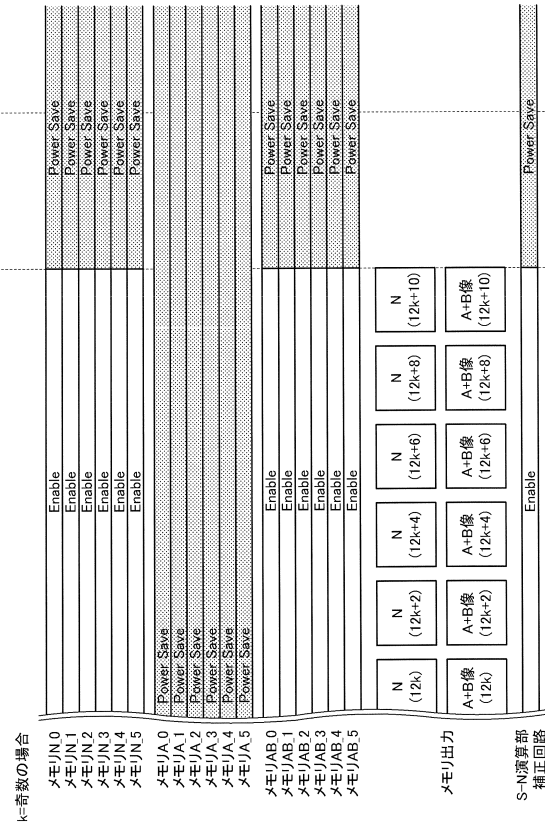 k=奇数の場合
メモリN_0 Enable Power Save
メモリN_1 Enable Power Save
メモリN_2 Enable Power Save
メモリN_3 Enable Power Save
メモリN_4 Enable Power Save
メモリN_5 Enable Power Save
メモリA_0 Power Save
メモリA_1 Power Save
メモリA_2 Power Save
メモリA_3 Power Save
メモリA_4 Power Save
メモリA_5 Power Save
メモリAB_0 Enable Power Save
メモリAB_1 Enable Power Save
メモリAB_2 Enable Power Save
メモリAB_3 Enable Power Save
メモリAB_4 Enable Power Save
メモリAB_5 Enable Power Save
メモリ出力
N
(12k)
N
(12k+2)
N
(12k+4)
N
(12k+6)
N
(12k+8)
N
(12k+10)
A+B像
(12k)
A+B像
(12k+2)
A+B像
(12k+4)
A+B像
(12k+6)
A+B像
(12k+8)
A+B像
(12k+10)
S-N演算部
補正回路
Enable Power Save